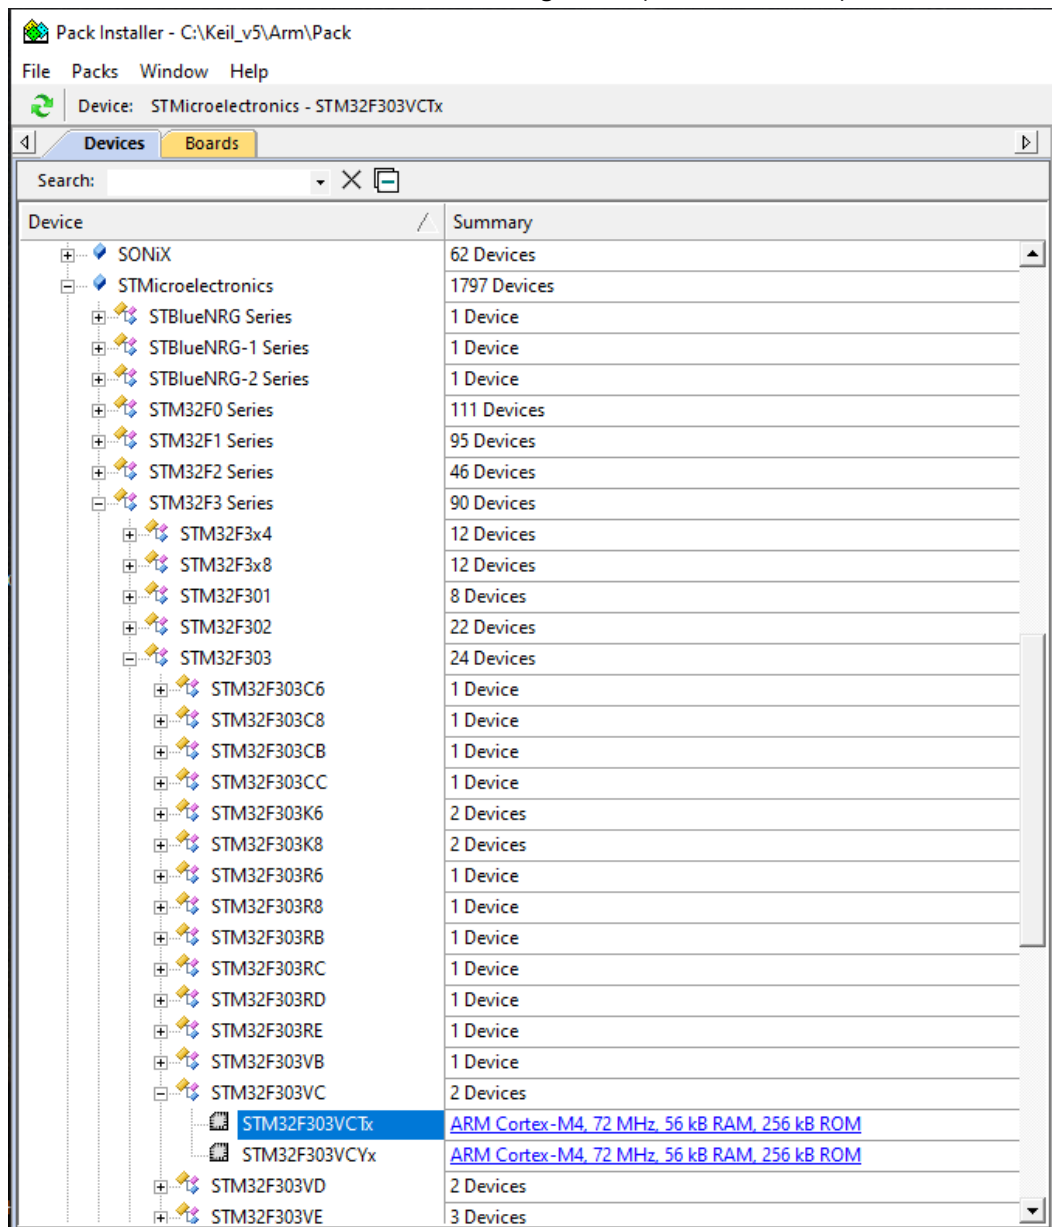 Pack Installer - C:\Keil_v5\Arm\Pack
File Packs Window Help
Device: STMicroelectronics - STM32F303VCTx
Devices Boards
Search:
Device Summary
SONiX 62 Devices
STMicroelectronics 1797 Devices
STBlueNRG Series 1 Device
STBlueNRG-1 Series 1 Device
STBlueNRG-2 Series 1 Device
STM32F0 Series 111 Devices
STM32F1 Series 95 Devices
STM32F2 Series 46 Devices
STM32F3 Series 90 Devices
STM32F3x4 12 Devices
STM32F3x8 12 Devices
STM32F301 8 Devices
STM32F302 22 Devices
STM32F303 24 Devices
STM32F303C6 1 Device
STM32F303C8 1 Device
STM32F303CB 1 Device
STM32F303CC 1 Device
STM32F303K6 2 Devices
STM32F303K8 2 Devices
STM32F303R6 1 Device
STM32F303R8 1 Device
STM32F303RB 1 Device
STM32F303RC 1 Device
STM32F303RD 1 Device
STM32F303RE 1 Device
STM32F303VB 1 Device
STM32F303VC 2 Devices
STM32F303VCTx ARM Cortex-M4, 72 MHz, 56 kB RAM, 256 kB ROM
STM32F303VCYx ARM Cortex-M4, 72 MHz, 56 kB RAM, 256 kB ROM
STM32F303VD 2 Devices
STM32F303VE 3 Devices